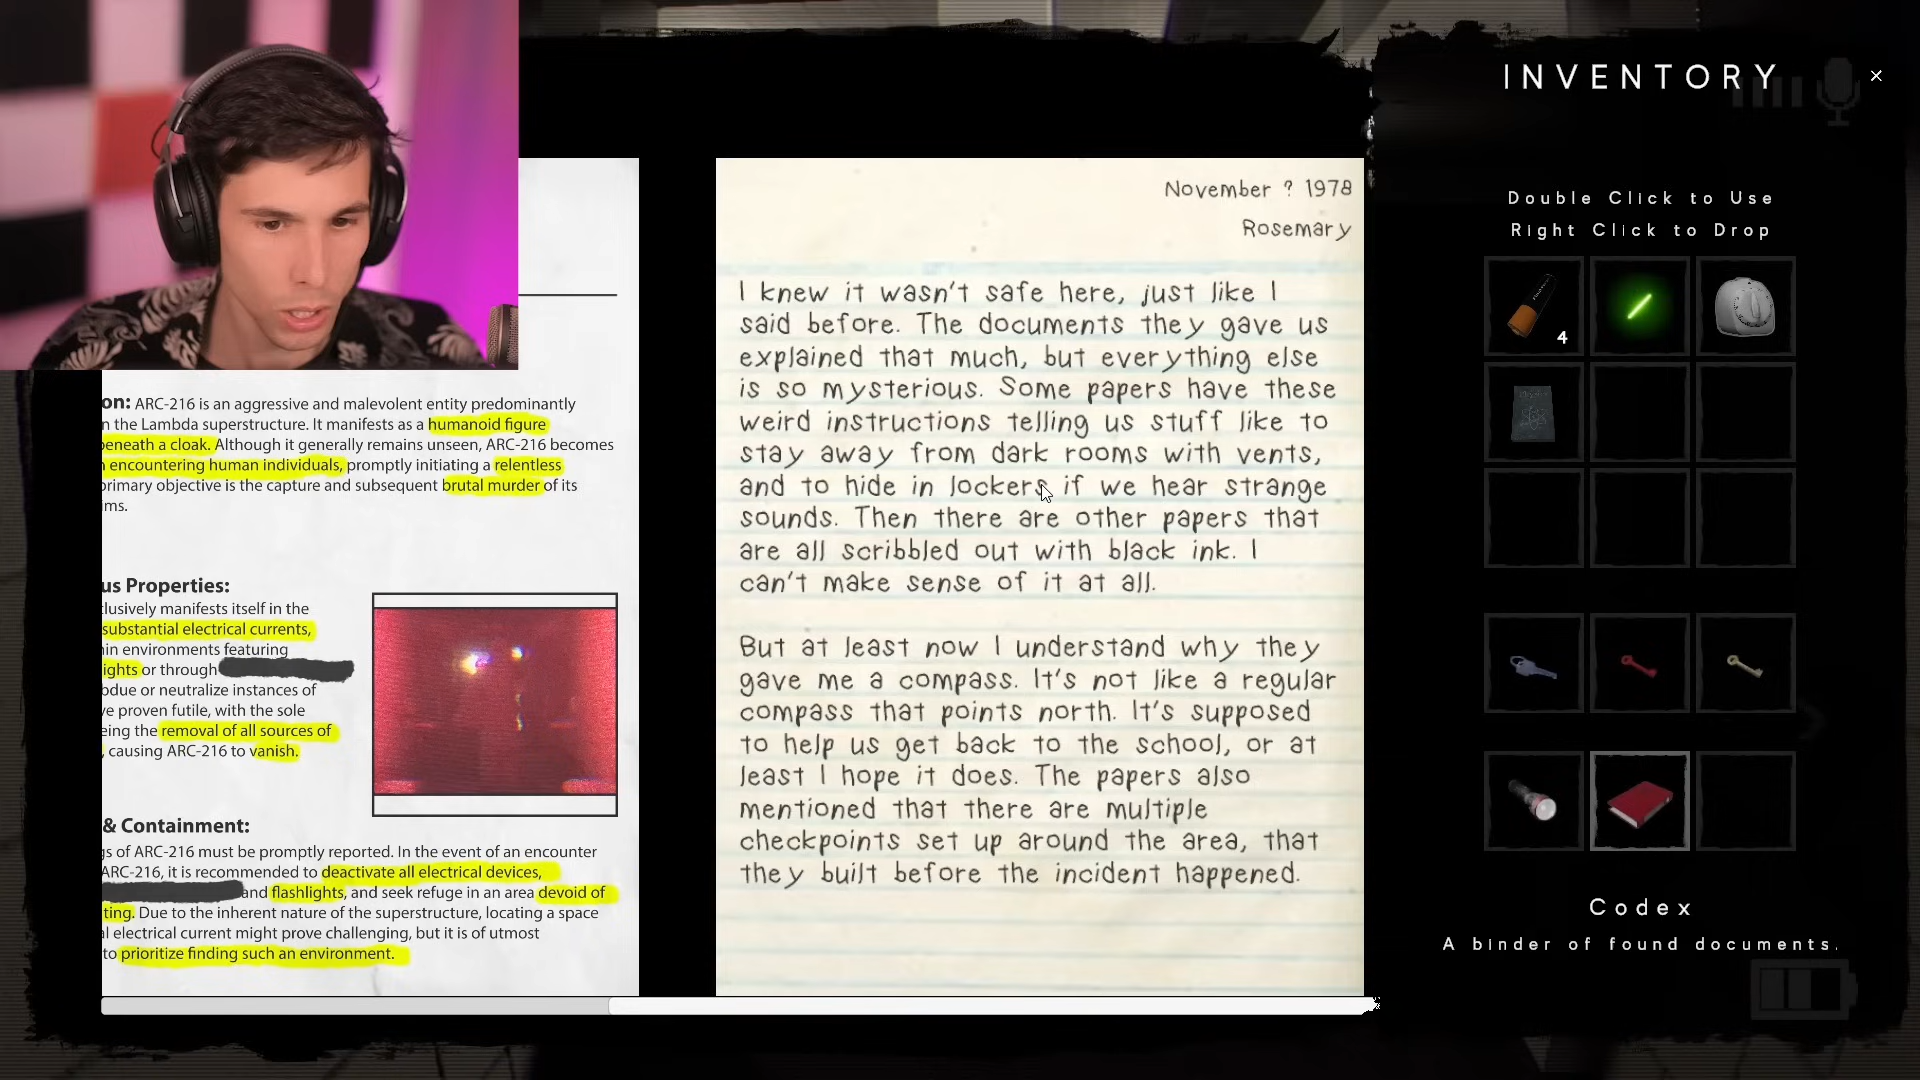 on: ARC-216 is an aggressive and malevolent entity predominantly
n the Lambda superstructure. It manifests as a humanoid figure
eneath a cloak. Although it generally remains unseen, ARC-216 becomes
encountering human individuals, promptly initiating a relentless
primary objective is the capture and subsequent brutal murder of its
ims.
us Properties:
clusively manifests itself in the
substantial electrical currents,
in environments featuring
ights or through
bdue or neutralize instances of
ve proven futile, with the sole
eing the removal of all sources of
, causing ARC-216 to vanish.
& Containment:
gs of ARC-216 must be promptly reported. In the event of an encounter
ARC-216, it is recommended to deactivate all electrical devices,
and flashlights, and seek refuge in an area devoid of
ting. Due to the inherent nature of the superstructure, locating a space
al electrical current might prove challenging, but it is of utmost
to prioritize finding such an environment.
November ? 1978
Rosemary
I knew it wasn't safe here, just like I
said before. The documents they gave us
explained that much, but everything else
is so mysterious. Some papers have these
weird instructions telling us stuff like to
stay away from dark rooms with vents,
and to hide in lockers if we hear strange
sounds. Then there are other papers that
are all scribbled out with black ink. I
can't make sense of it at all.
But at least now I understand why they
gave me a compass. It's not like a regular
compass that points north. It's supposed
to help us get back to the school, or at
least I hope it does. The papers also
mentioned that there are multiple
checkpoints set up around the area, that
they built before the incident happened.
INVENTORY
Double Click to Use
Right Click to Drop
4
Codex
A binder of found documents.